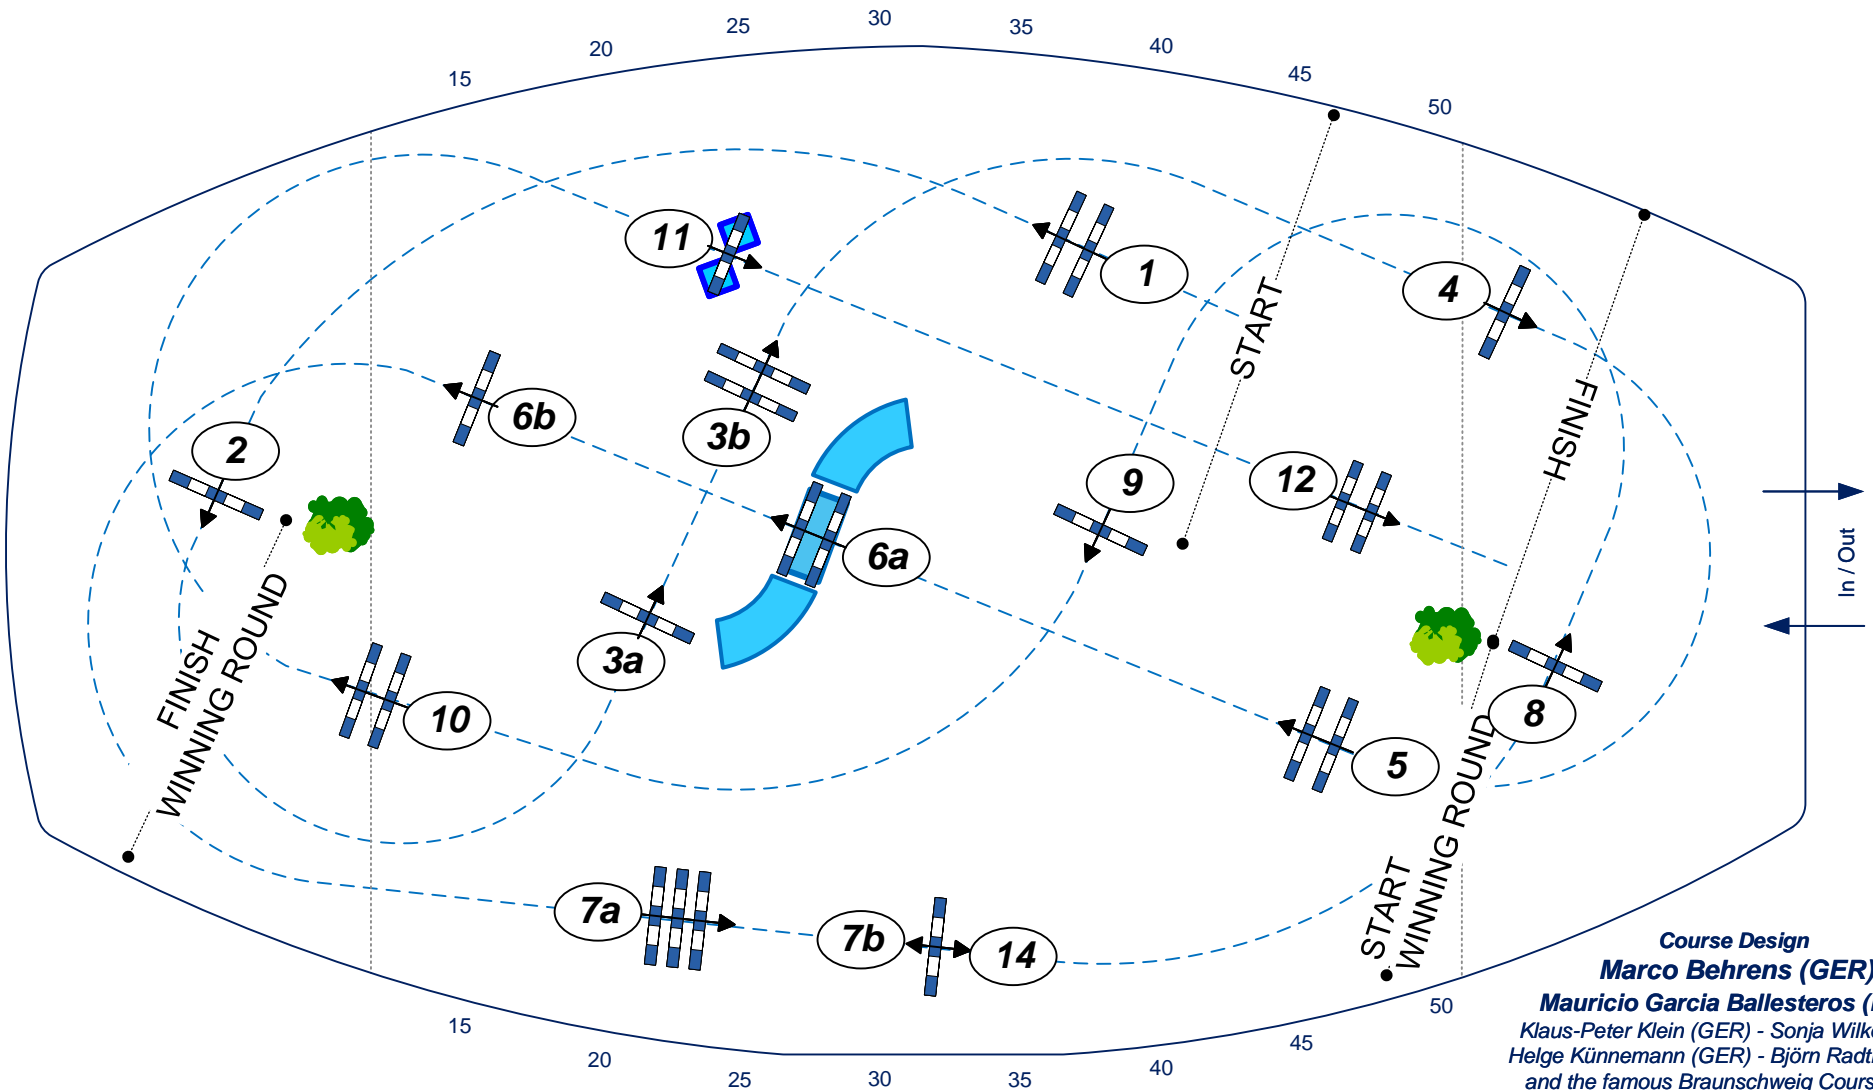 15
20
25
30
35
40
45
50
11
1
4
START
FINISH
2
6b
3b
9
12
6a
In / Out
3a
10
FINISH
WINNING ROUND
8
5
START
WINNING ROUND
7a
7b
14
15
20
25
30
35
40
45
50
Course Design
Marco Behrens (GER)
Mauricio Garcia Ballesteros (
Klaus-Peter Klein (GER) - Sonja
Helge Künnemann (GER) - Björn
and the famous Braunschweig